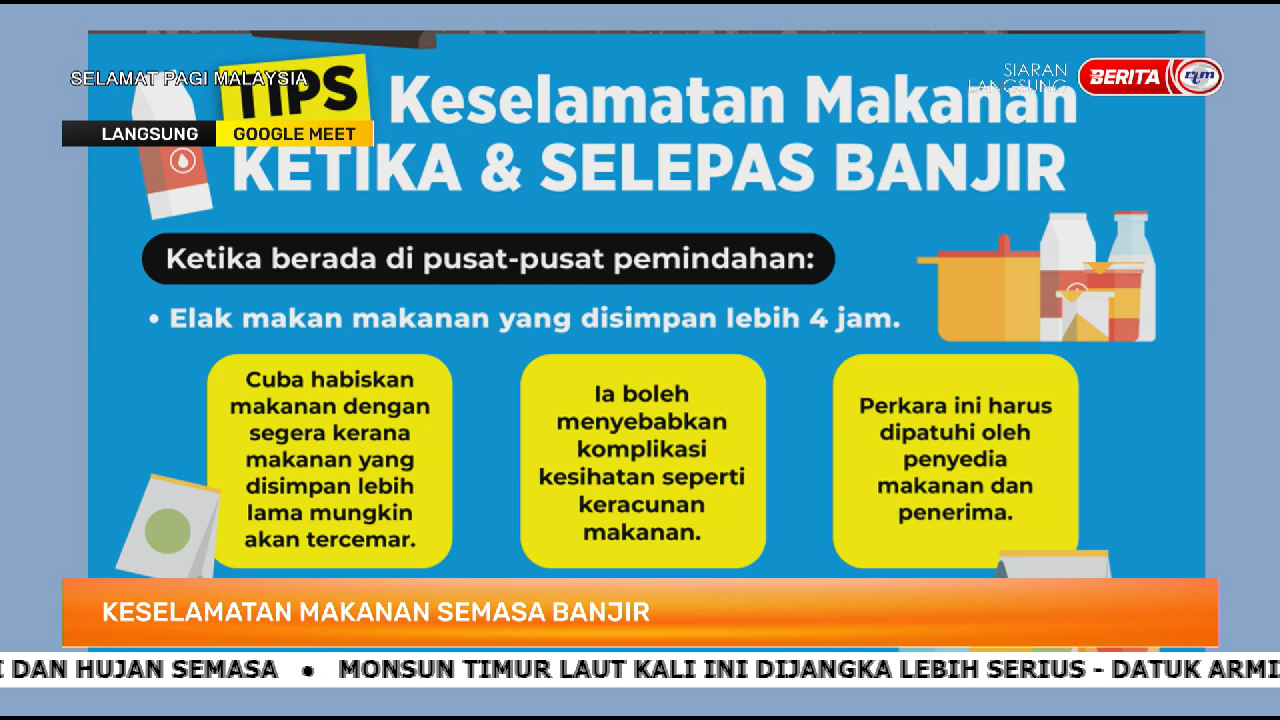 SELAMAT PAGI MALAYSIA
SIARAN
LANGSUNG
BERITA rtm
LANGSUNG GOOGLE MEET
TIPS Keselamatan Makanan
KETIKA & SELEPAS BANJIR
Ketika berada di pusat-pusat pemindahan:
• Elak makan makanan yang disimpan lebih 4 jam.
Cuba habiskan
makanan dengan
segera kerana
makanan yang
disimpan lebih
lama mungkin
akan tercemar.
Ia boleh
menyebabkan
komplikasi
kesihatan seperti
keracunan
makanan.
Perkara ini harus
dipatuhi oleh
penyedia
makanan dan
penerima.
KESELAMATAN MAKANAN SEMASA BANJIR
I DAN HUJAN SEMASA • MONSUN TIMUR LAUT KALI INI DIJANGKA LEBIH SERIUS - DATUK ARMI